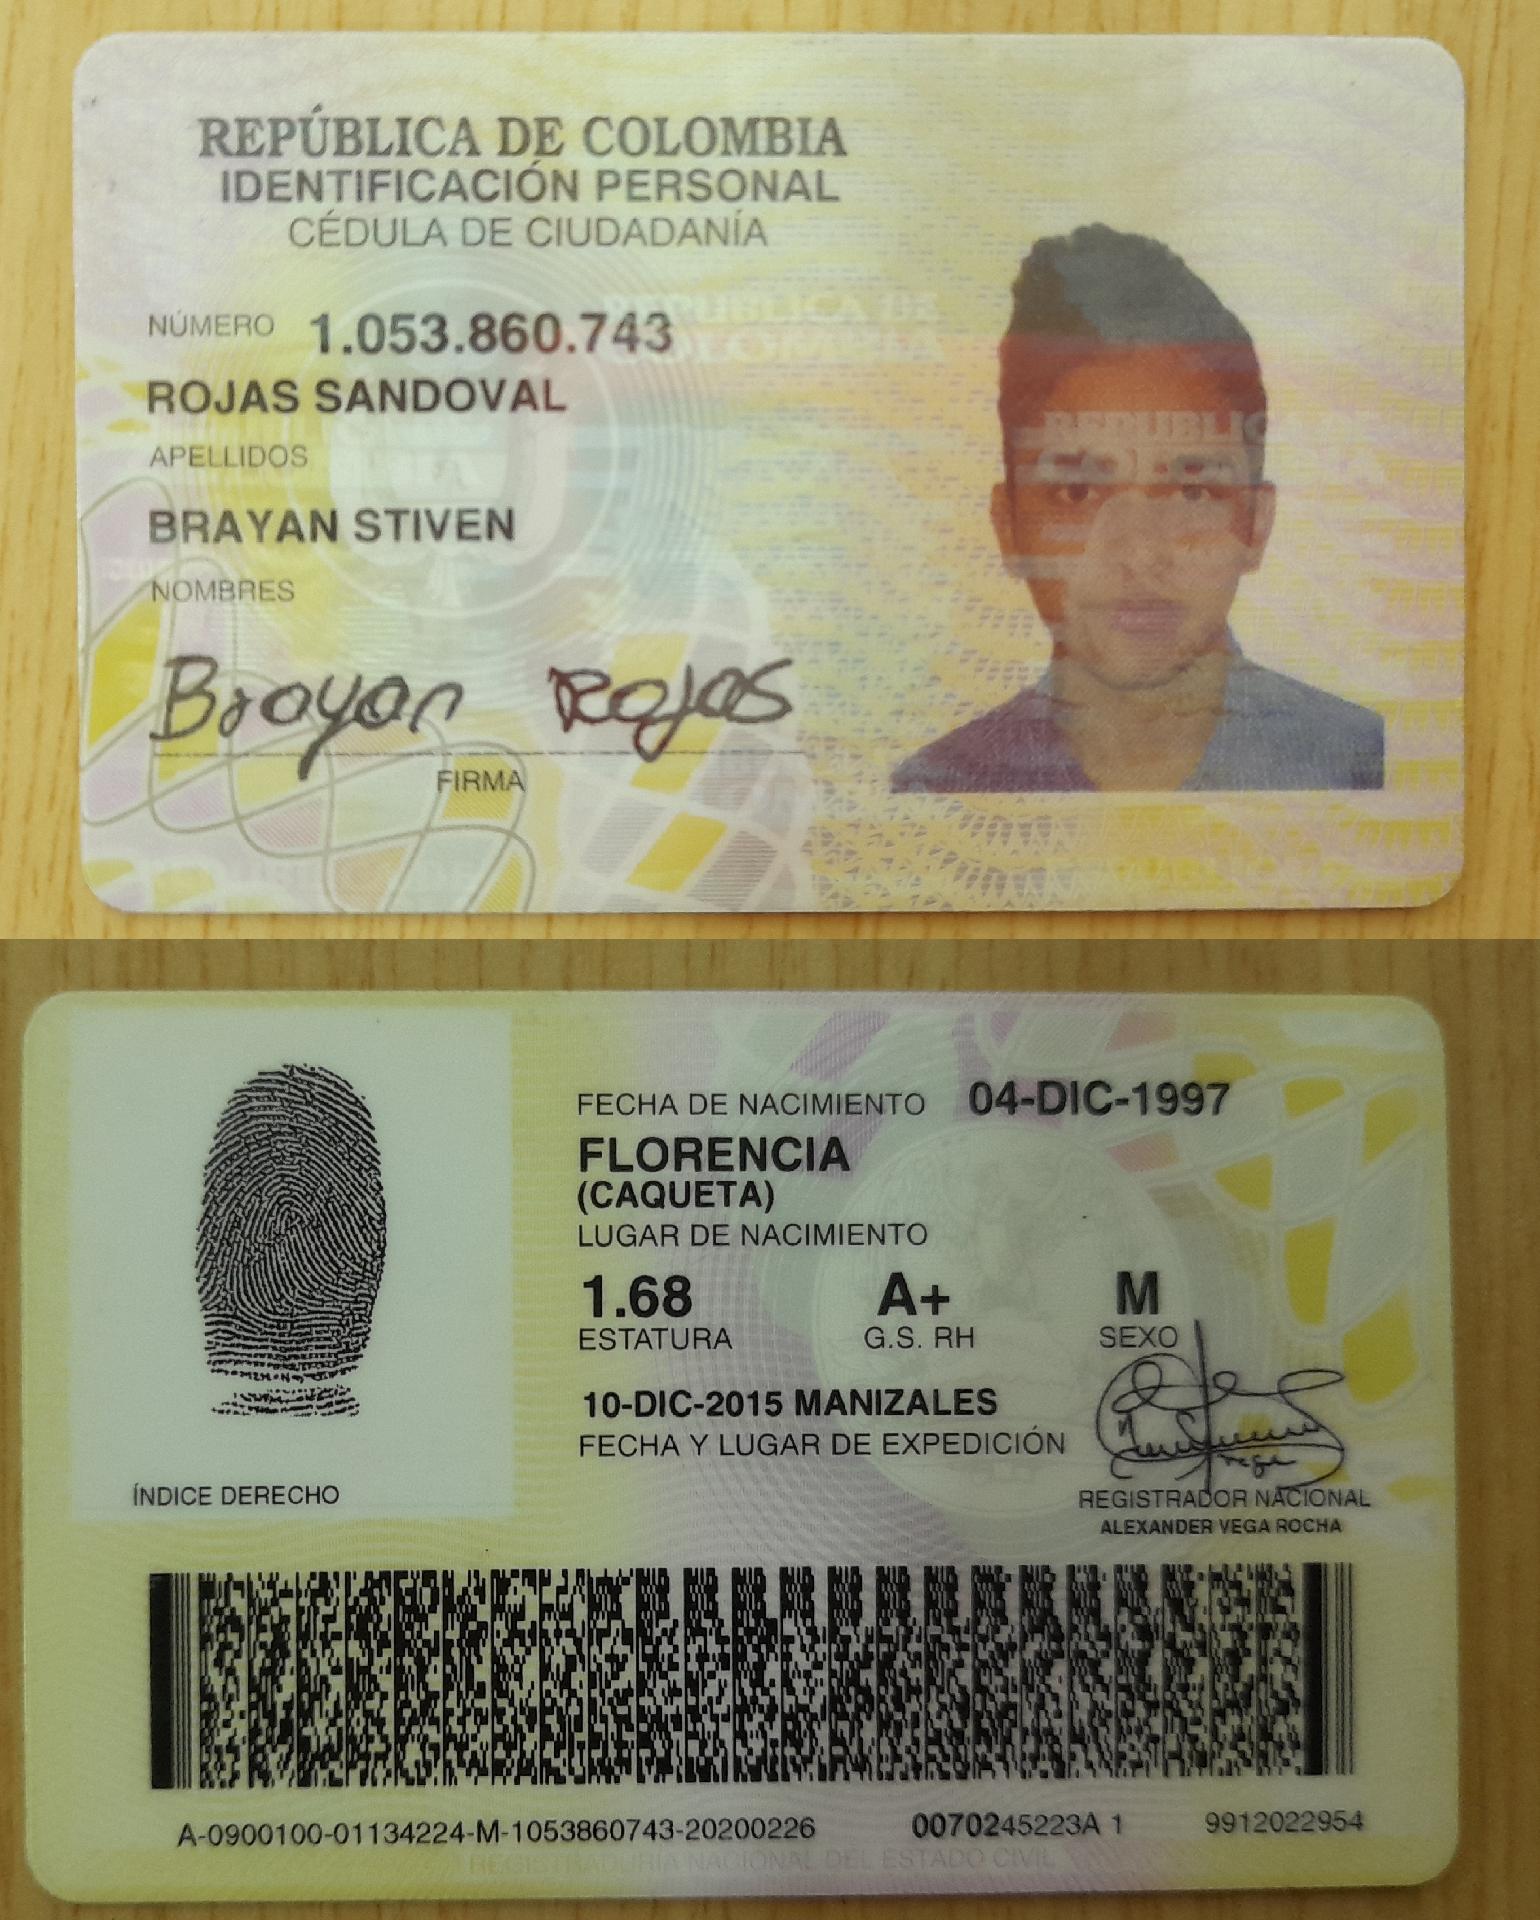 REPÚBLICA DE COLOMBIA
IDENTIFICACIÓN PERSONAL
CÉDULA DE CIUDADANÍA
NÚMERO 1.053.860.743
ROJAS SANDOVAL
APELLIDOS
BRAYAN STIVEN
NOMBRES
Brayan Rojas
FIRMA
FECHA DE NACIMIENTO 04-DIC-1997
FLORENCIA
(CAQUETA)
LUGAR DE NACIMIENTO
1.68 A+ M
ESTATURA G.S. RH SEXO
10-DIC-2015 MANIZALES
FECHA Y LUGAR DE EXPEDICIÓN
ÍNDICE DERECHO
REGISTRADOR NACIONAL
ALEXANDER VEGA ROCHA
A-0900100-01134224-M-1053860743-20200226 0070245223A 1 9912022954
REGISTRADURIA NACIONAL DEL ESTADO CIVIL